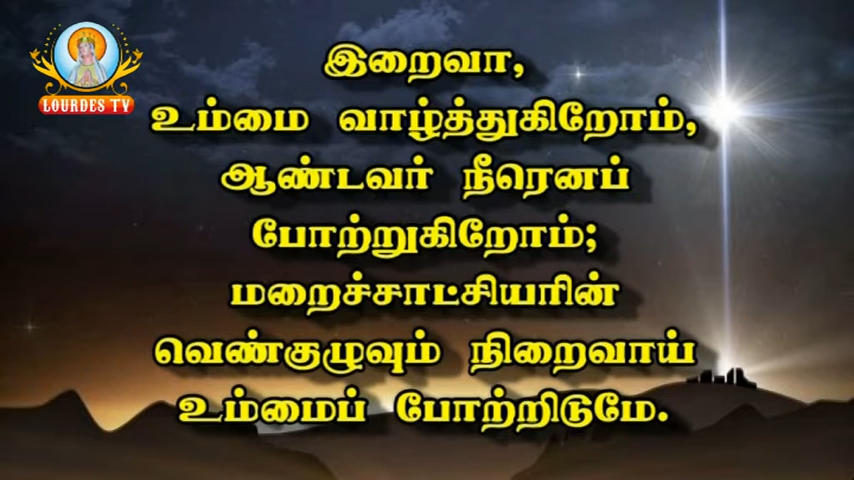 LOURDES TV
இறைவா,
உம்மை வாழ்த்துகிறோம்,
ஆண்டவர் நீரெனப்
போற்றுகிறோம்;
மறைச்சாட்சியரின்
வெண்குழுவும் நிறைவாய்
உம்மைப் போற்றிடுமே.